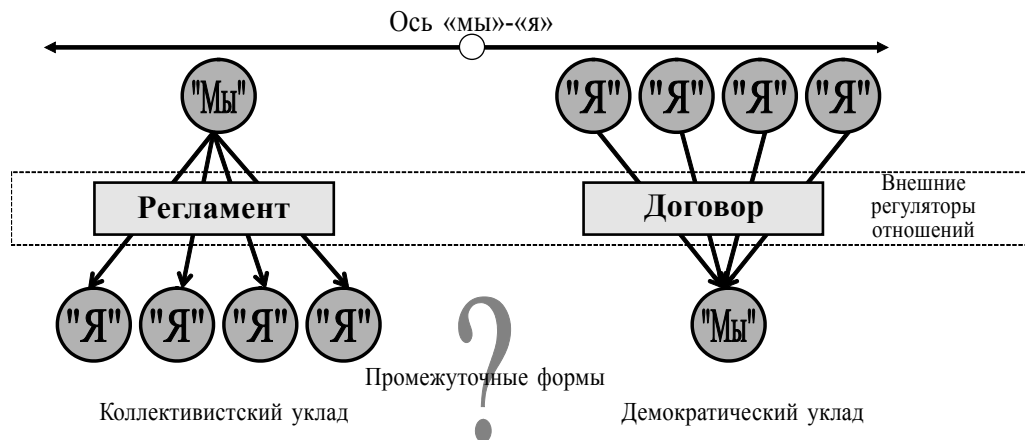 Ось «мы»-«я»
"Мы"
"Я" "Я" "Я" "Я"
Регламент
Договор
Внешние
регуляторы
отношений
"Я" "Я" "Я" "Я"
"Мы"
?
Промежуточные формы
Коллективистский уклад
Демократический уклад